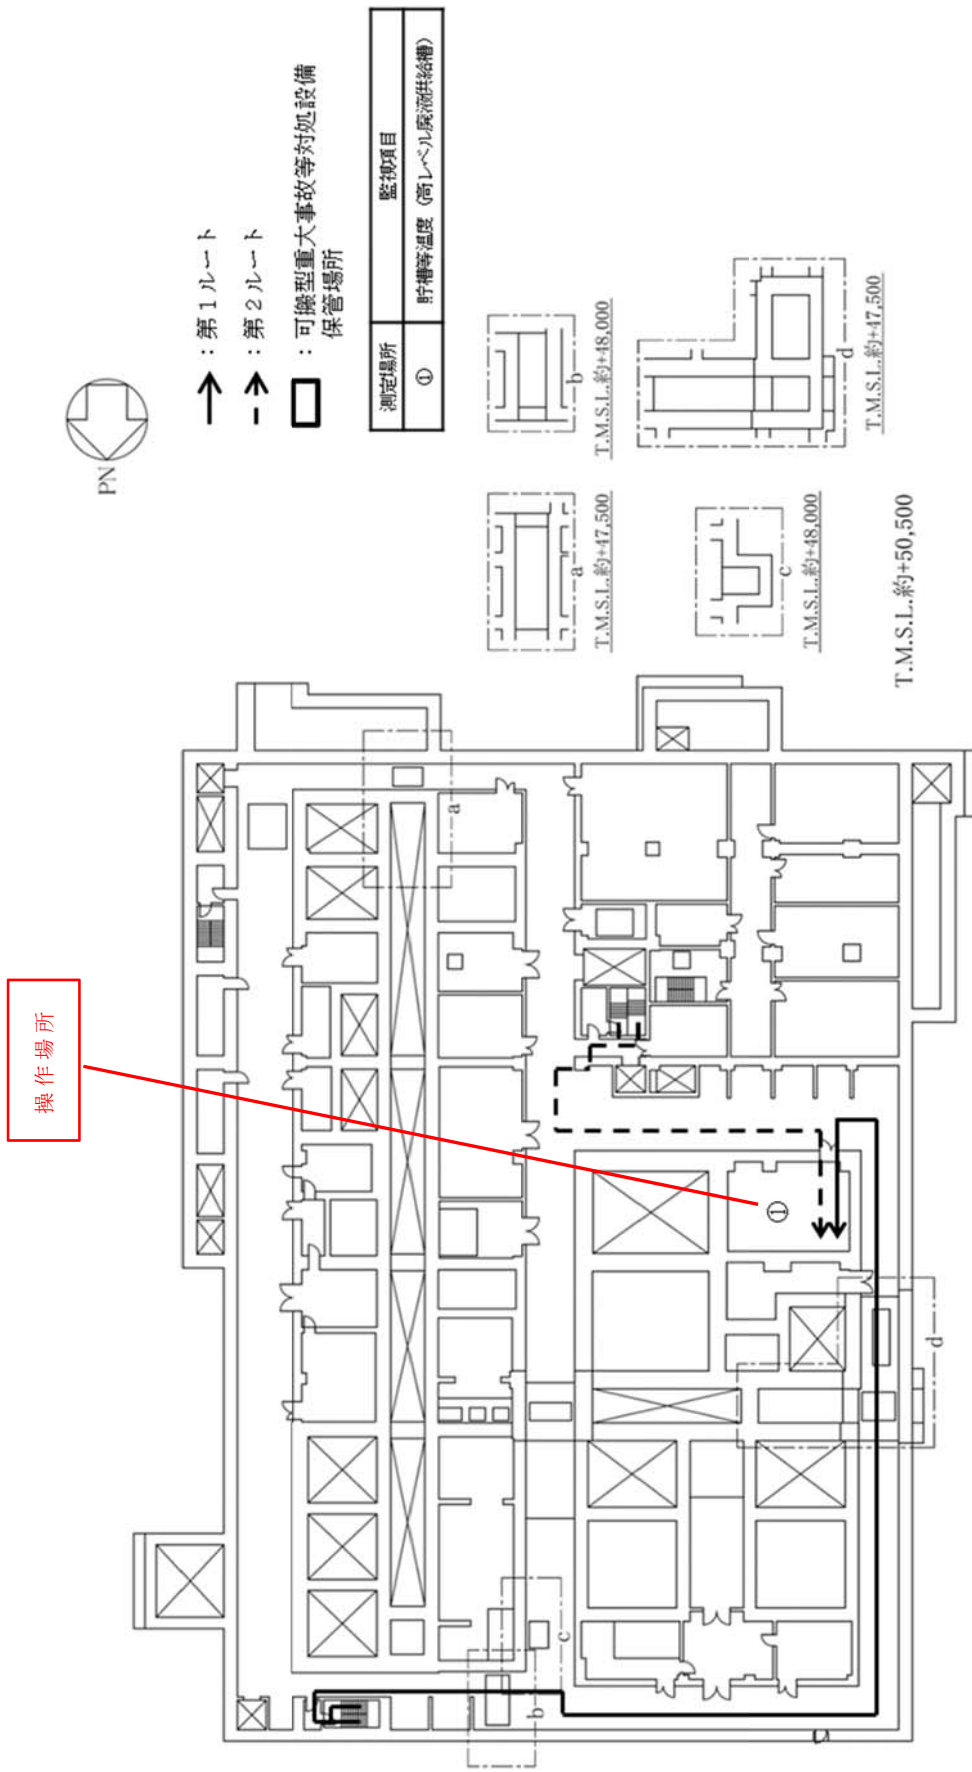 PN
：第１ルート
：第２ルート
：可搬型重大事故等対処設備
保管場所
測定場所
監視項目
①
貯槽等温度（高レベル廃液供給槽）
a
T.M.S.L.約+47,500
b
T.M.S.L.約+48,000
c
T.M.S.L.約+48,000
d
T.M.S.L.約+47,500
T.M.S.L.約+50,500
操作場所
①
a
b
c
d